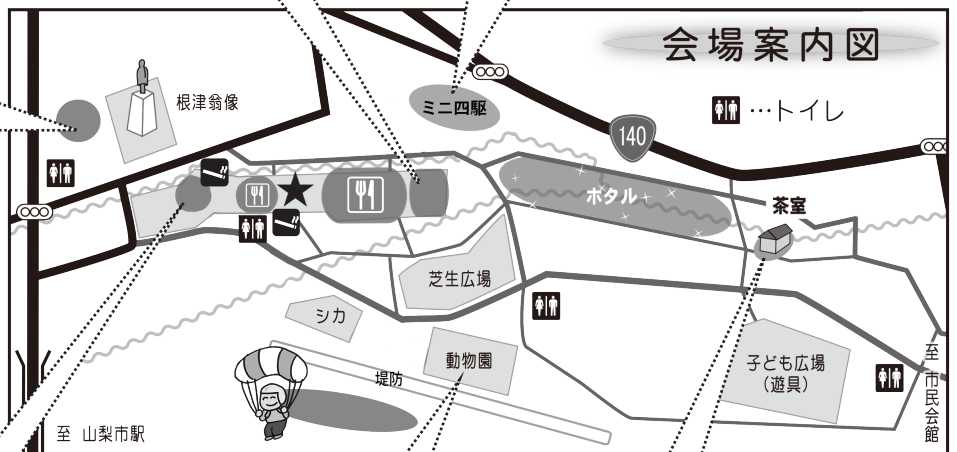 会場案内図
…トイレ
根津翁像
ミニ四駆
140
ホタル
茶室
芝生広場
シカ
動物園
堤防
子ども広場
(遊具)
至 市民会館
至 山梨市駅